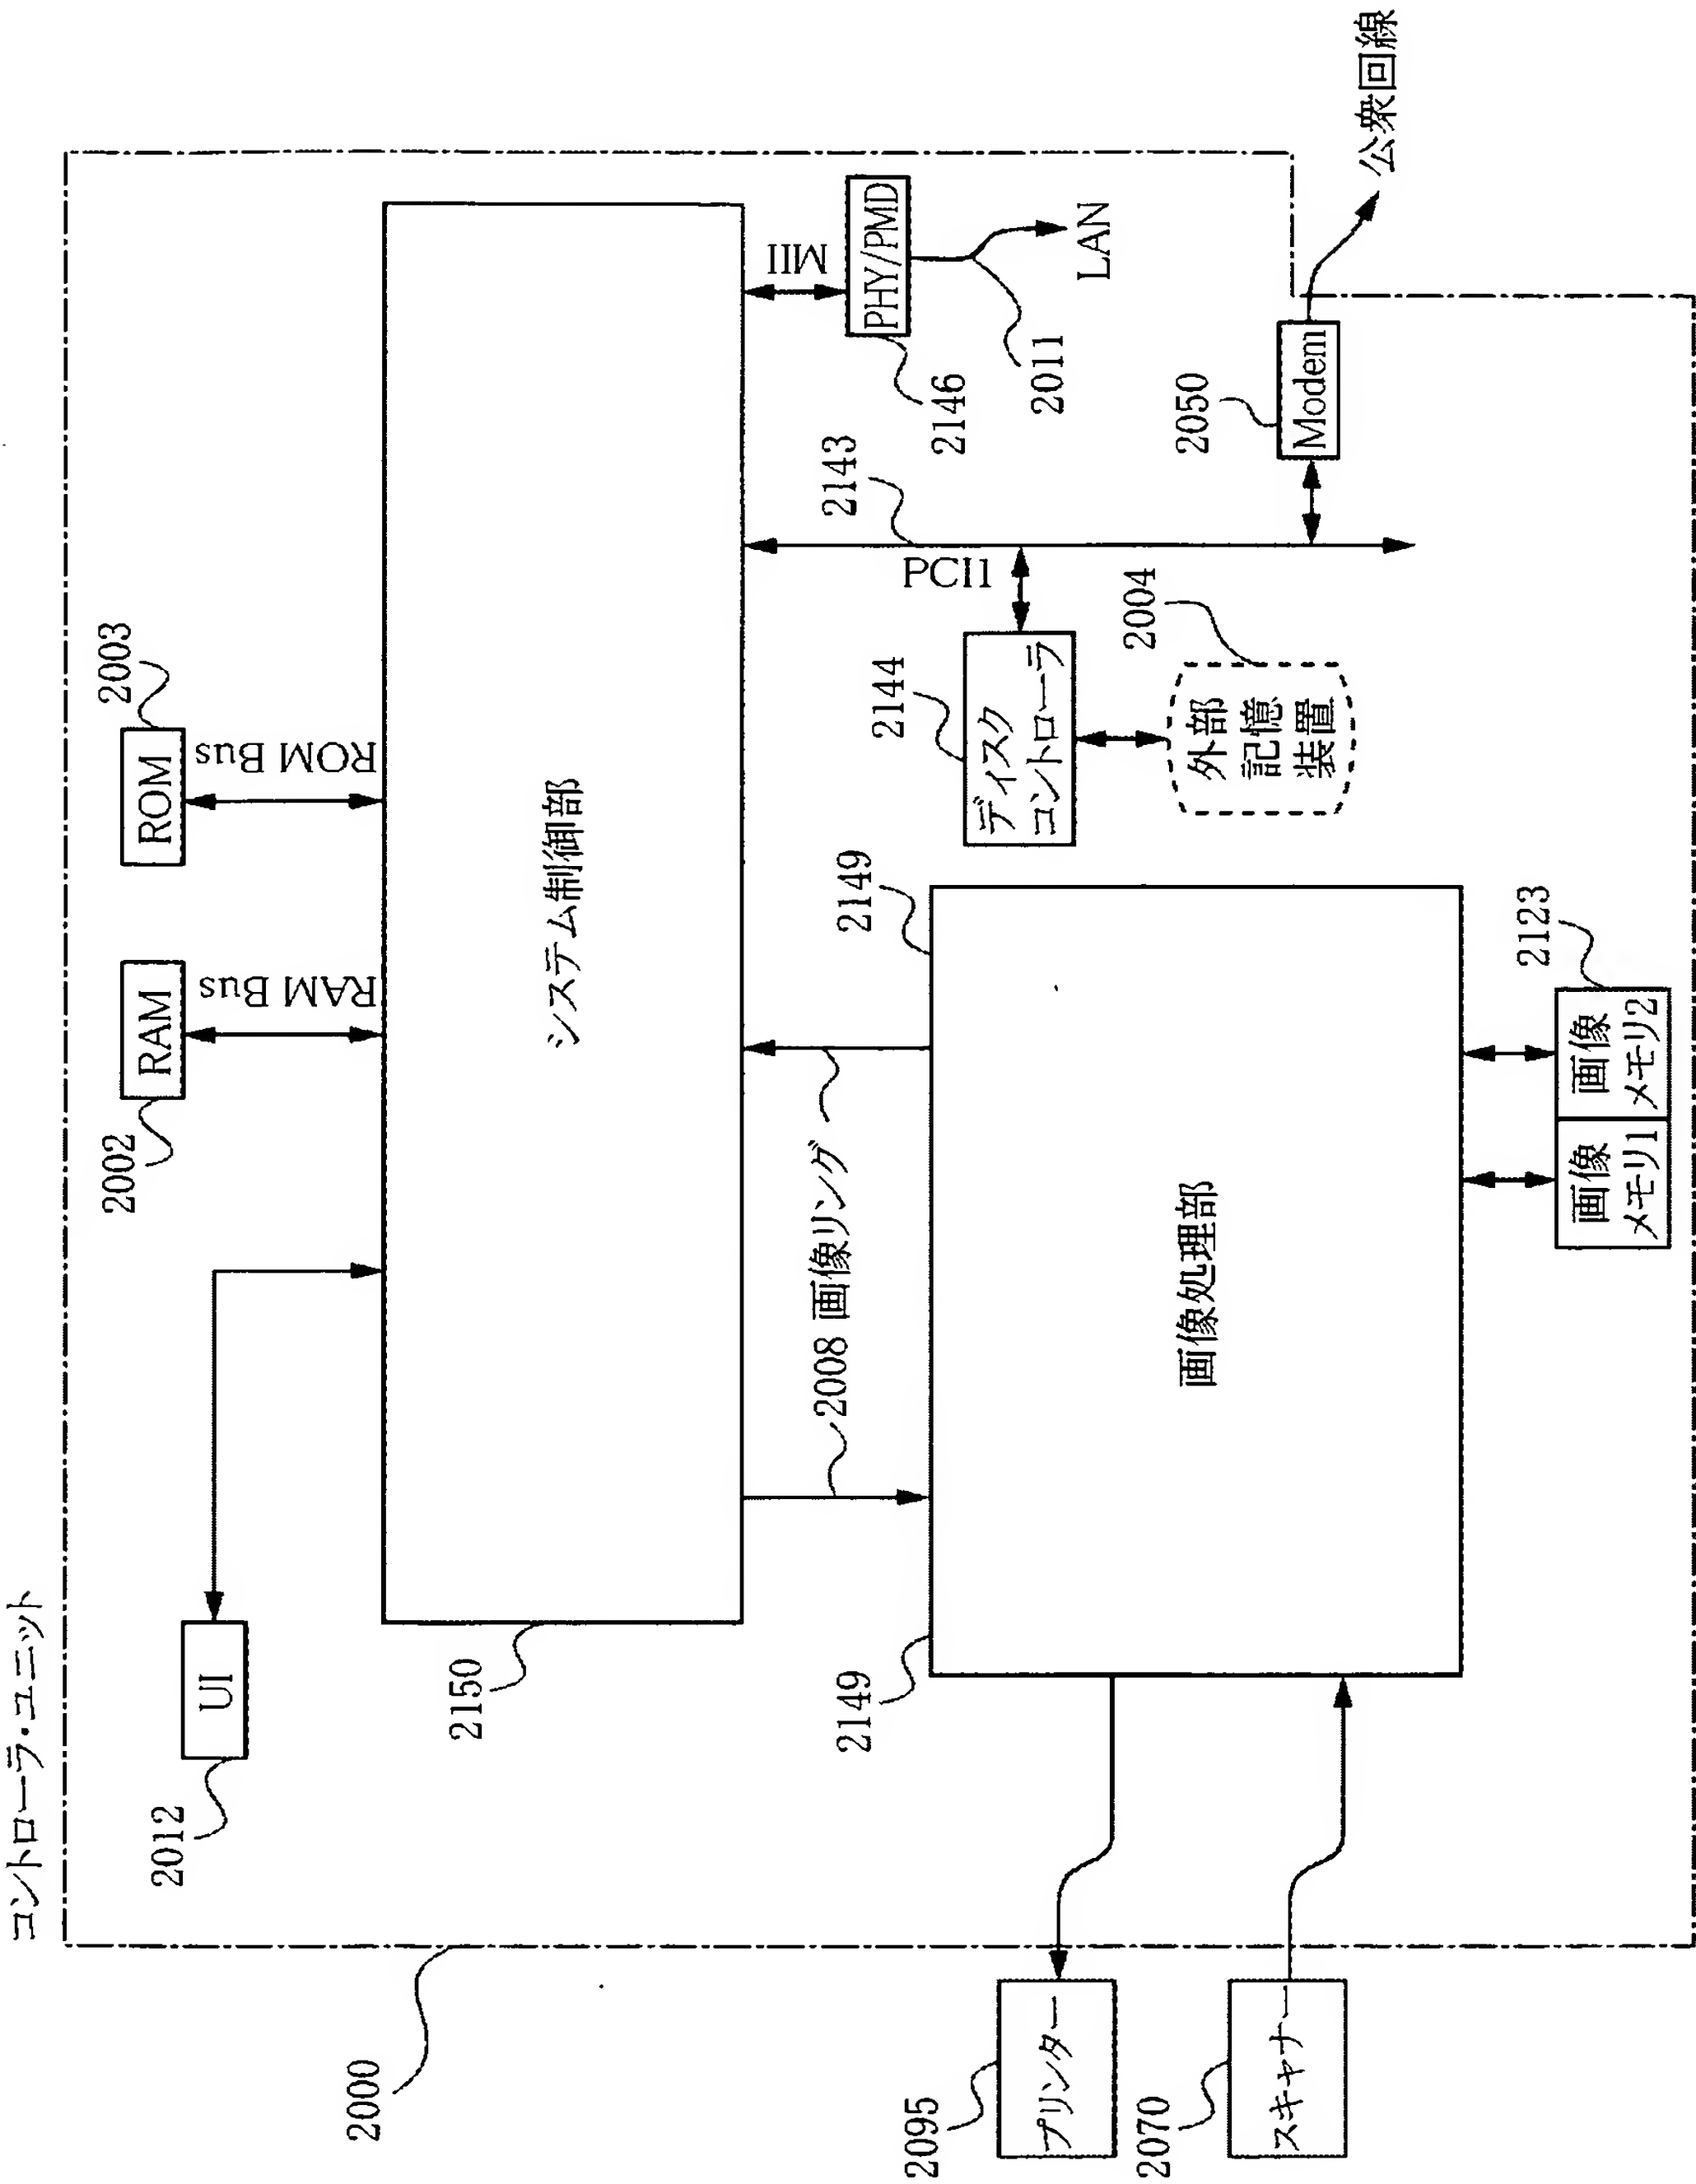 コントローラ・ユニット
2000
2012
UI
2002
RAM
RAM Bus
2003
ROM
ROM Bus
2150
システム制御部
MII
PHY/PMD
2146
2011
LAN
2143
PCI1
2050
Modem
公衆回線
2144
ディスク
コントローラ
2004
外部
記憶
装置
2008 画像リング
2149
2149
画像処理部
2123
画像
メモリ1
画像
メモリ2
2095
プリンター
2070
スキャナー